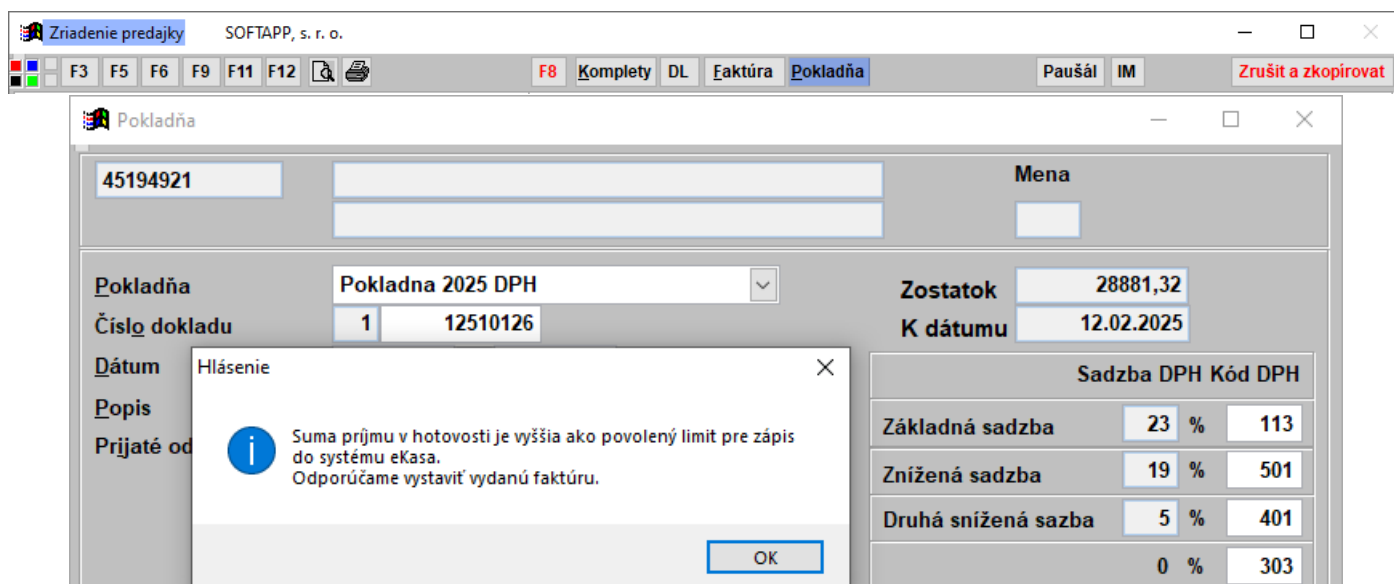 Zriadenie predajky SOFTAPP, s. r. o.
F3 F5 F6 F9 F11 F12 F8 Komplety DL Faktúra Pokladňa Paušál IM Zrušit a zkopírovat
Pokladňa
45194921 Mena
Pokladňa Pokladna 2025 DPH Zostatok 28881,32
Číslo dokladu 1 12510126 K dátumu 12.02.2025
Dátum
Popis
Prijaté od
Hlásenie
Suma príjmu v hotovosti je vyššia ako povolený limit pre zápis
do systému eKasa.
Odporúčame vystaviť vydanú faktúru.
OK
Sadzba DPH Kód DPH
Základná sadzba 23 % 113
Znížená sadzba 19 % 501
Druhá snížená sazba 5 % 401
0 % 303